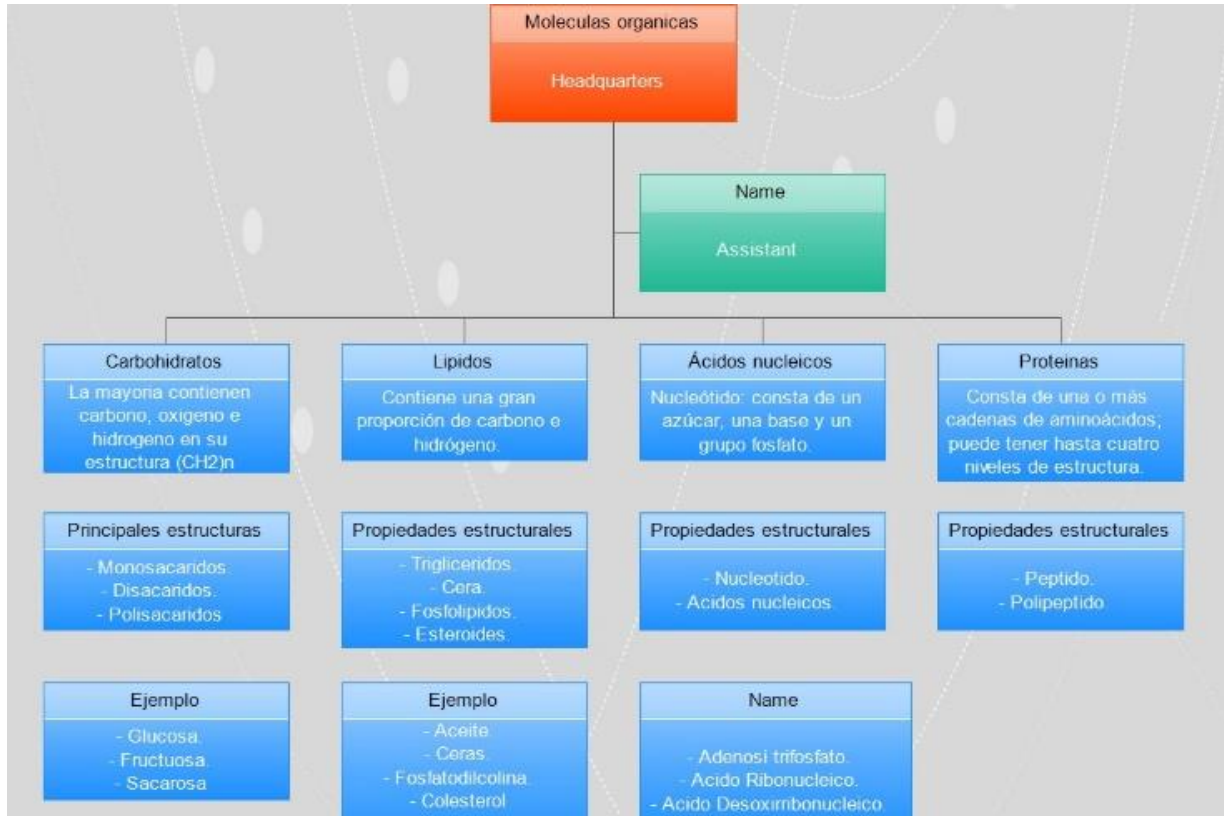 Moleculas organicas
Headquarters
Name
Assistant
Carbohidratos
La mayoria contienen
carbono, oxigeno e
hidrogeno en su
estructura (CH2)n
Lipidos
Contiene una gran
proporción de carbono e
hidrógeno.
Ácidos nucleicos
Nucleótido: consta de un
azúcar, una base y un
grupo fosfato.
Proteinas
Consta de una o más
cadenas de aminoácidos;
puede tener hasta cuatro
niveles de estructura.
Principales estructuras
- Monosacaridos.
- Disacaridos.
- Polisacaridos
Propiedades estructurales
- Trigliceridos.
- Cera.
- Fosfolipidos.
- Esteroides.
Propiedades estructurales
- Nucleotido.
- Acidos nucleicos.
Propiedades estructurales
- Peptido.
- Polipeptido
Ejemplo
- Glucosa.
- Fructuosa.
- Sacarosa
Ejemplo
- Aceite.
- Ceras.
- Fosfatodilcolina.
- Colesterol
Name
- Adenosi trifosfato.
- Acido Ribonucleico.
- Acido Desoximbonucleico.